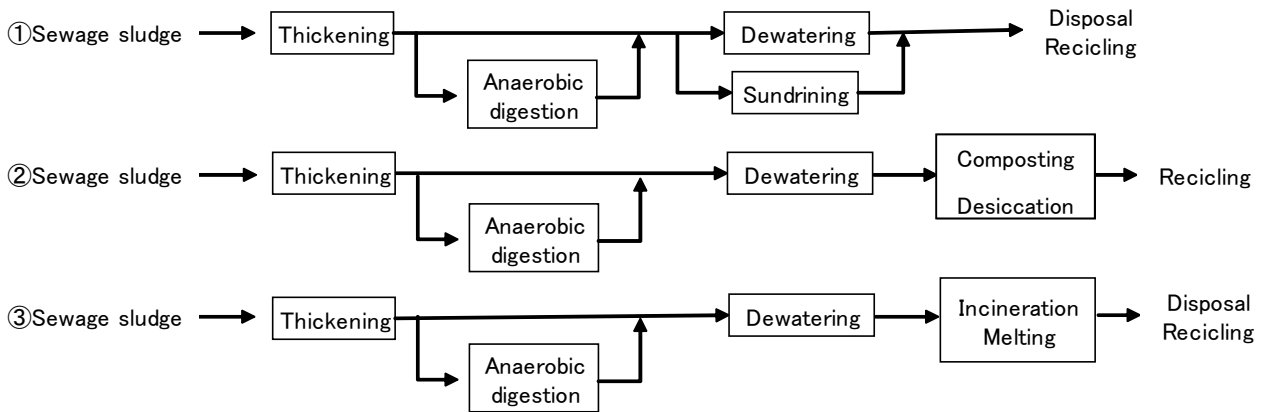 ①Sewage sludge
Thickening
Anaerobic
digestion
Dewatering
Sundrining
Disposal
Recicling
②Sewage sludge
Thickening
Anaerobic
digestion
Dewatering
Composting
Desiccation
Recicling
③Sewage sludge
Thickening
Anaerobic
digestion
Dewatering
Incineration
Melting
Disposal
Recicling